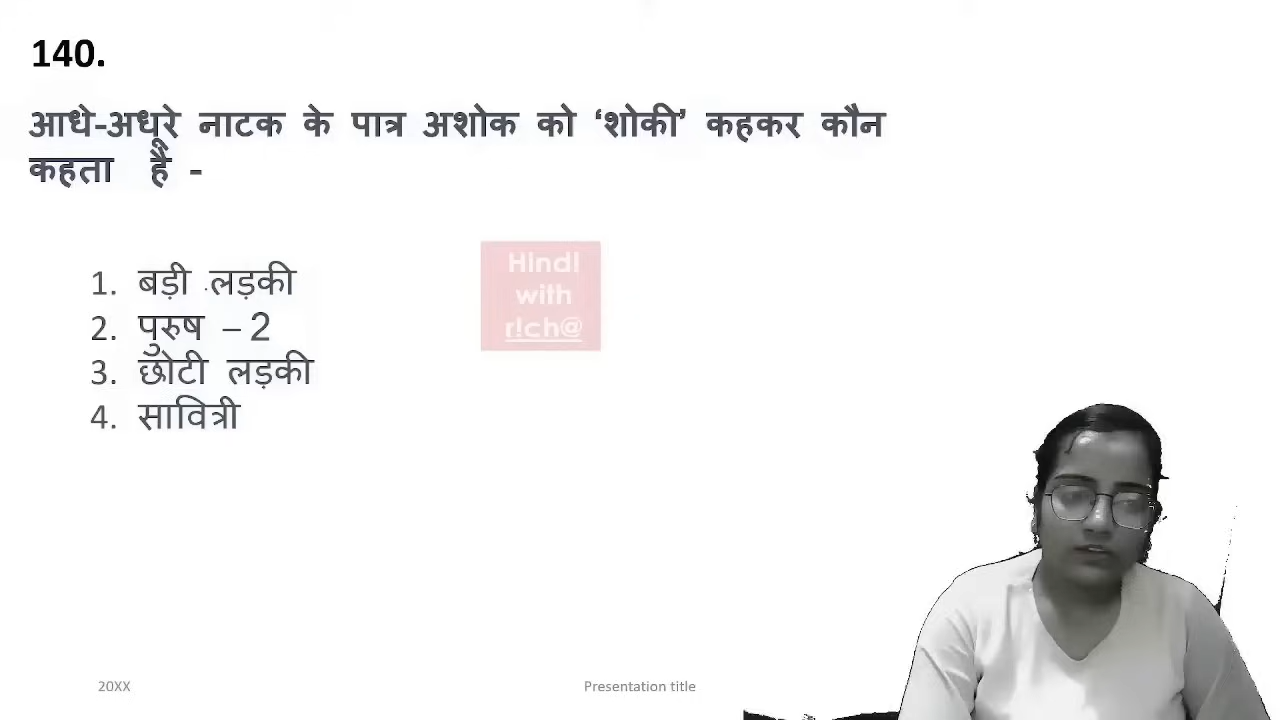 140.
आधे-अधूरे नाटक के पात्र अशोक को ‘शोकी’ कहकर कौन
कहता है -
1. बड़ी लड़की
2. पुरुष – 2
3. छोटी लड़की
4. सावित्री
HIndI
with
r!ch@
20XX
Presentation title